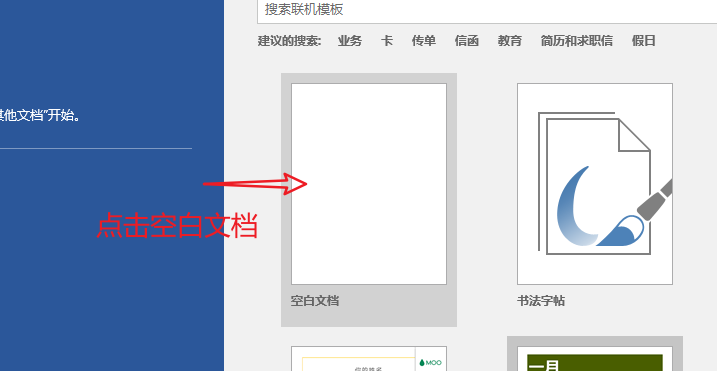 搜索联机模板
建议的搜索: 业务 卡 传单 信函 教育 简历和求职信 假日
其他文档"开始。
点击空白文档
空白文档 书法字帖
MOO
一月